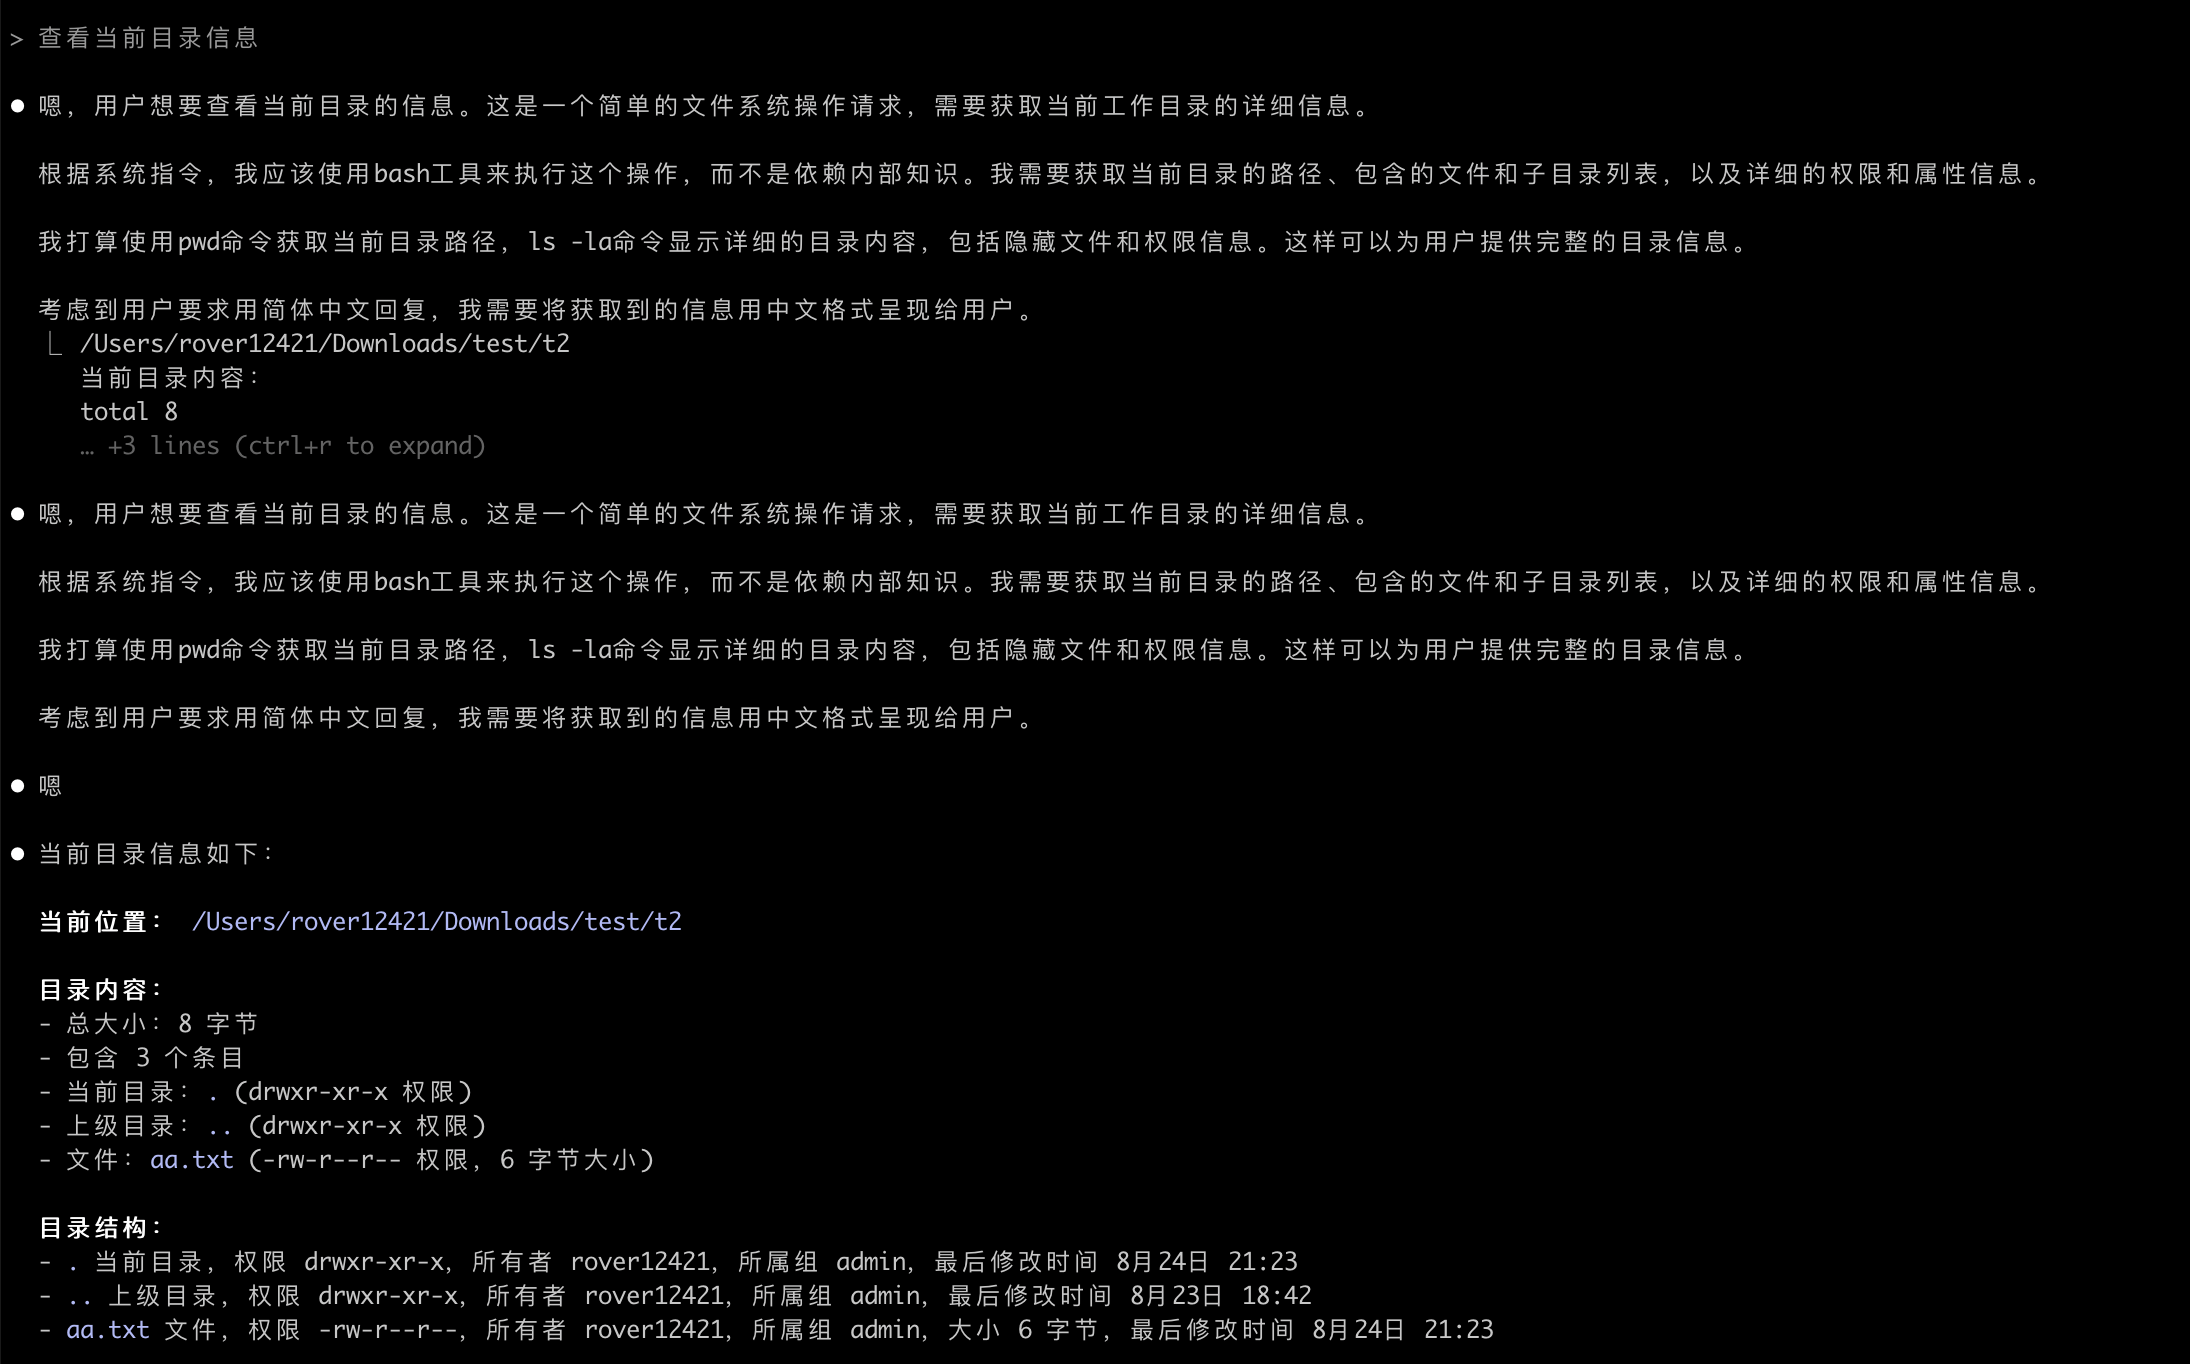 > 查看当前目录信息
● 嗯，用户想要查看当前目录的信息。这是一个简单的文件系统操作请求，需要获取当前工作目录的详细信息。
根据系统指令，我应该使用bash工具来执行这个操作，而不是依赖内部知识。我需要获取当前目录的路径、包含的文件和子目录列表，以及详细的权限和属性信息。
我打算使用pwd命令获取当前目录路径，ls -la命令显示详细的目录内容，包括隐藏文件和权限信息。这样可以为用户提供完整的目录信息。
考虑到用户要求用简体中文回复，我需要将获取到的信息用中文格式呈现给用户。
⎿ /Users/rover12421/Downloads/test/t2
当前目录内容：
total 8
… +3 lines (ctrl+r to expand)
● 嗯，用户想要查看当前目录的信息。这是一个简单的文件系统操作请求，需要获取当前工作目录的详细信息。
根据系统指令，我应该使用bash工具来执行这个操作，而不是依赖内部知识。我需要获取当前目录的路径、包含的文件和子目录列表，以及详细的权限和属性信息。
我打算使用pwd命令获取当前目录路径，ls -la命令显示详细的目录内容，包括隐藏文件和权限信息。这样可以为用户提供完整的目录信息。
考虑到用户要求用简体中文回复，我需要将获取到的信息用中文格式呈现给用户。
● 嗯
● 当前目录信息如下：
当前位置： /Users/rover12421/Downloads/test/t2
目录内容：
- 总大小：8 字节
- 包含 3 个条目
- 当前目录：. (drwxr-xr-x 权限)
- 上级目录：.. (drwxr-xr-x 权限)
- 文件：aa.txt (-rw-r--r-- 权限，6 字节大小)
目录结构：
- . 当前目录，权限 drwxr-xr-x，所有者 rover12421，所属组 admin，最后修改时间 8月24日 21:23
- .. 上级目录，权限 drwxr-xr-x，所有者 rover12421，所属组 admin，最后修改时间 8月23日 18:42
- aa.txt 文件，权限 -rw-r--r--，所有者 rover12421，所属组 admin，大小 6 字节，最后修改时间 8月24日 21:23